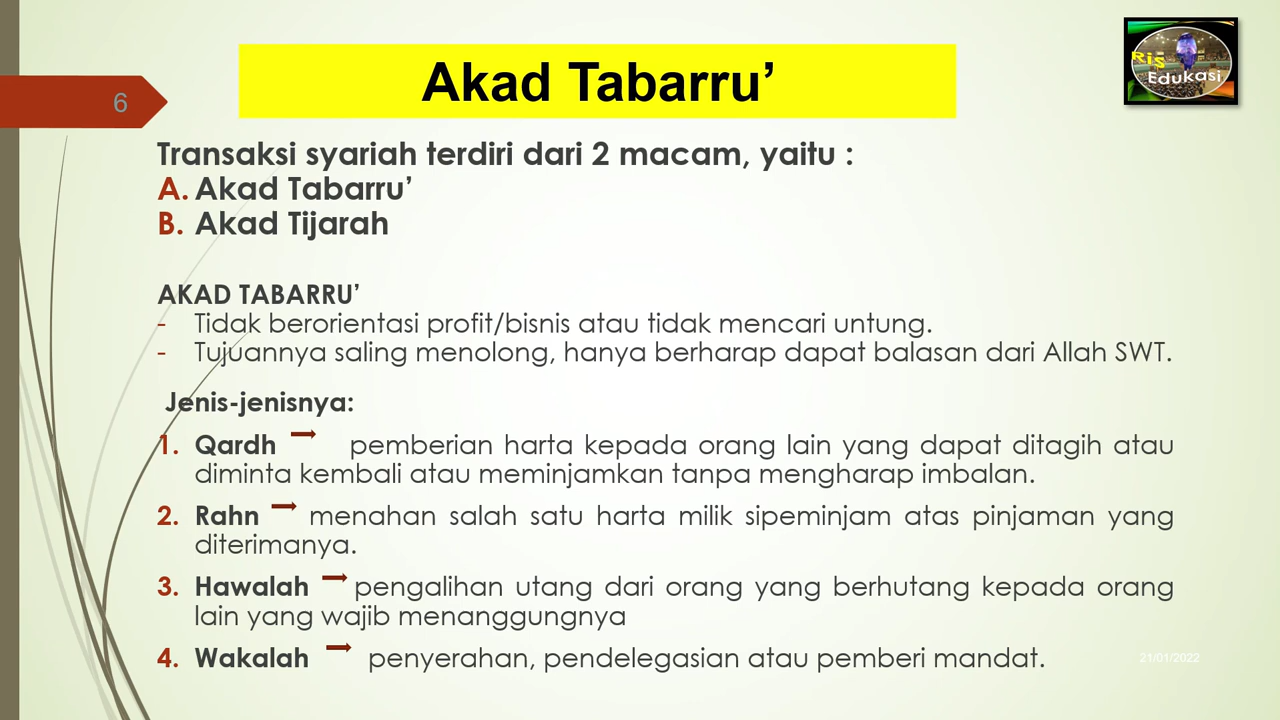 6
Akad Tabarru’
Ris
Edukasi
Transaksi syariah terdiri dari 2 macam, yaitu :
A. Akad Tabarru’
B. Akad Tijarah
AKAD TABARRU’
- Tidak berorientasi profit/bisnis atau tidak mencari untung.
- Tujuannya saling menolong, hanya berharap dapat balasan dari Allah SWT.
Jenis-jenisnya:
1. Qardh pemberian harta kepada orang lain yang dapat ditagih atau
diminta kembali atau meminjamkan tanpa mengharap imbalan.
2. Rahn menahan salah satu harta milik sipeminjam atas pinjaman yang
diterimanya.
3. Hawalah pengalihan utang dari orang yang berhutang kepada orang
lain yang wajib menanggungnya
4. Wakalah penyerahan, pendelegasian atau pemberi mandat.
21/01/2022